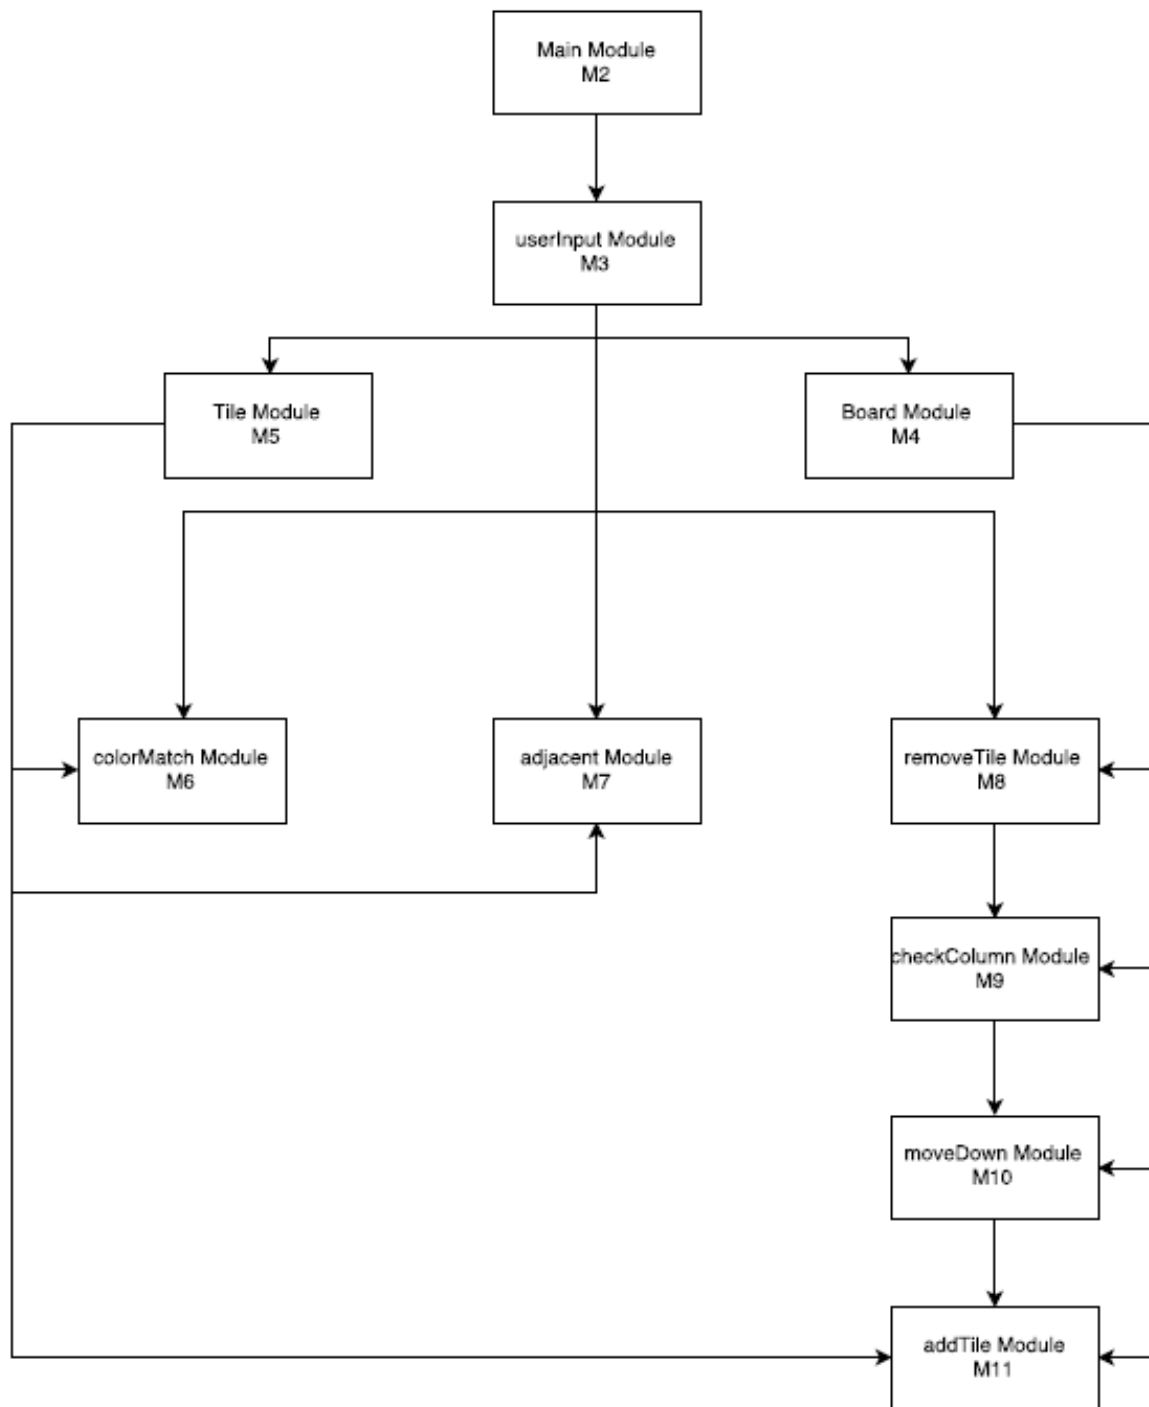 Main Module
M2
userInput Module
M3
Tile Module
M5
Board Module
M4
colorMatch Module
M6
adjacent Module
M7
removeTile Module
M8
checkColumn Module
M9
moveDown Module
M10
addTile Module
M11